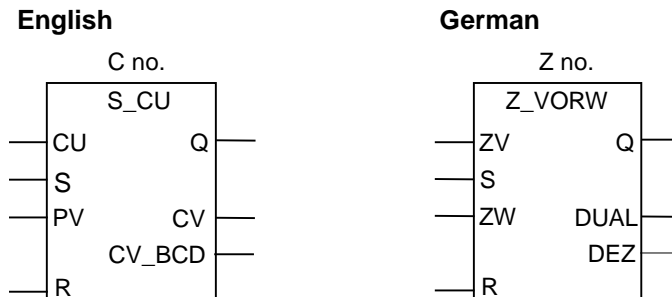 English
C no.
S_CU
CU Q
S
PV CV
CV_BCD
R
German
Z no.
Z_VORW
ZV Q
S
ZW DUAL
DEZ
R